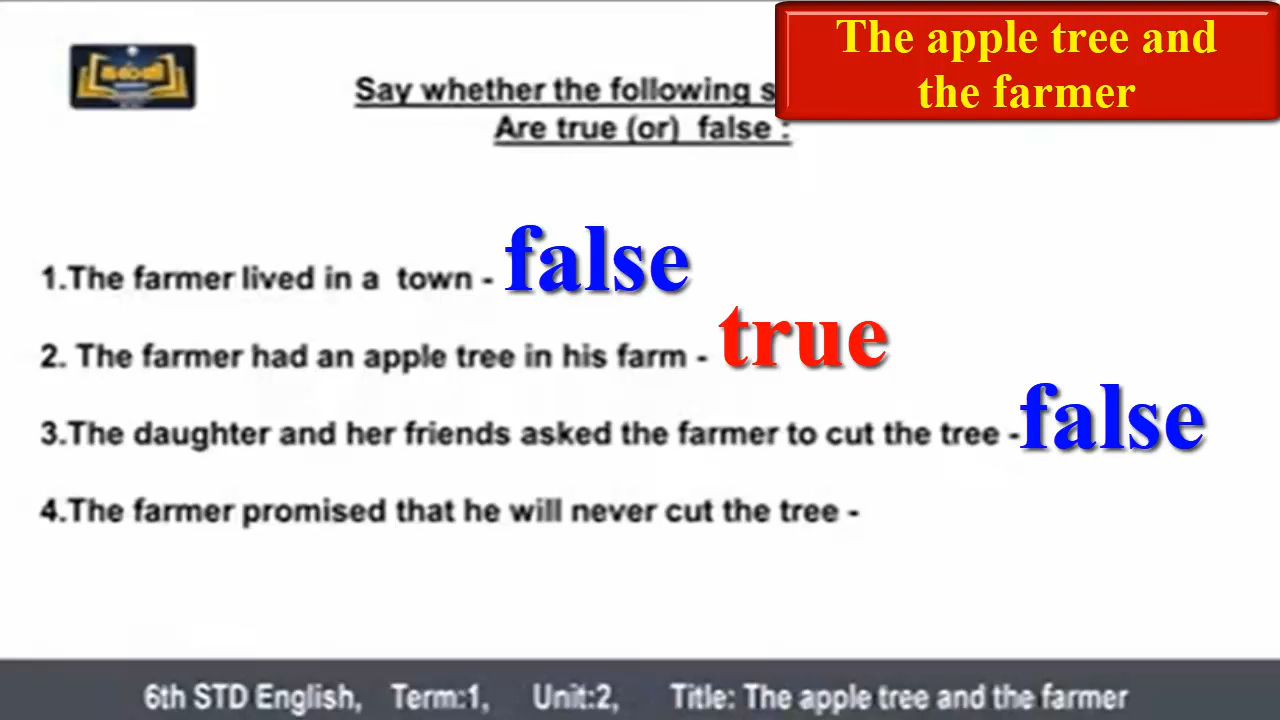 The apple tree and
the farmer
கல்வி
Say whether the following
Are true (or) false :
1.The farmer lived in a town - false
2. The farmer had an apple tree in his farm - true
3.The daughter and her friends asked the farmer to cut the tree - false
4.The farmer promised that he will never cut the tree -
6th STD English, Term:1, Unit:2, Title: The apple tree and the farmer